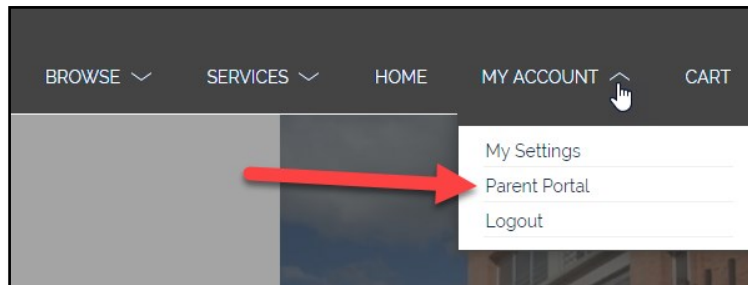 BROWSE SERVICES HOME MY ACCOUNT CART
My Settings
Parent Portal
Logout